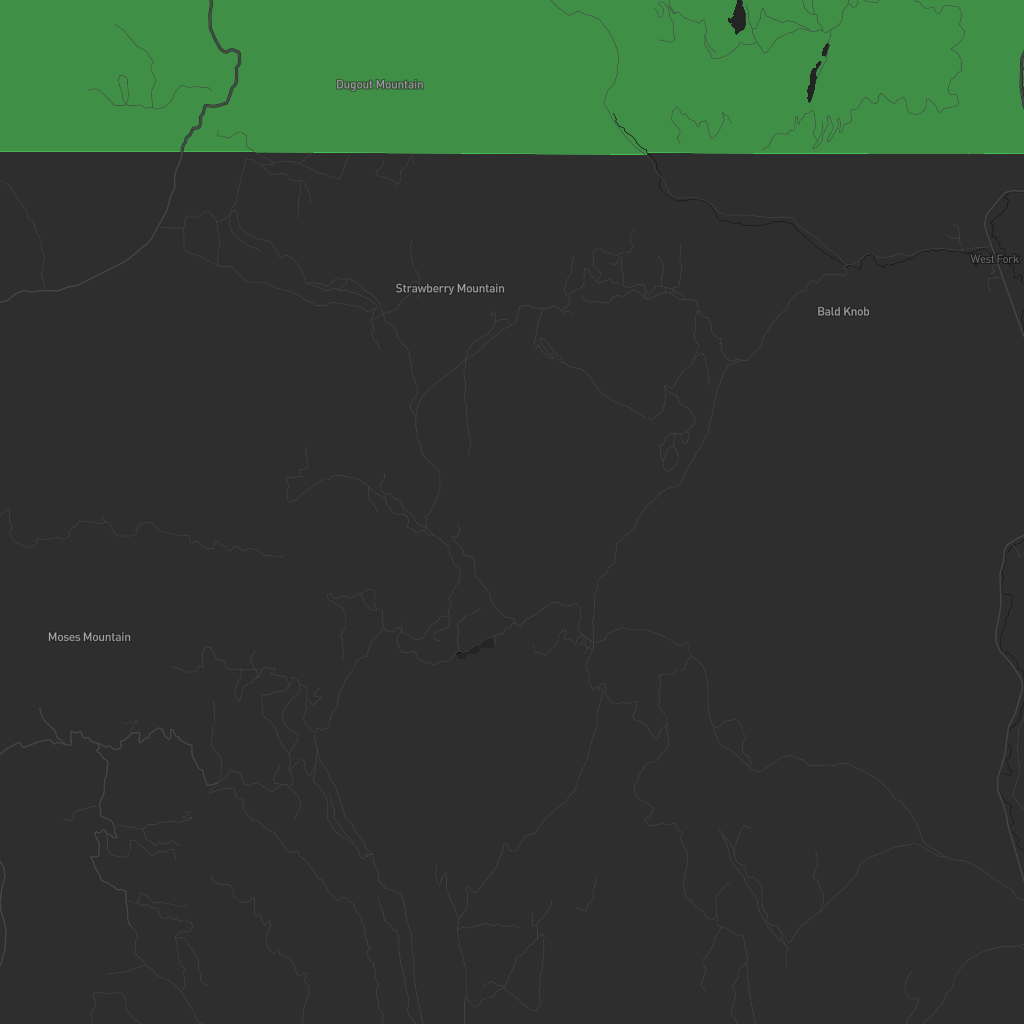 Dugout Mountain
West Fork
Strawberry Mountain
Bald Knob
Moses Mountain